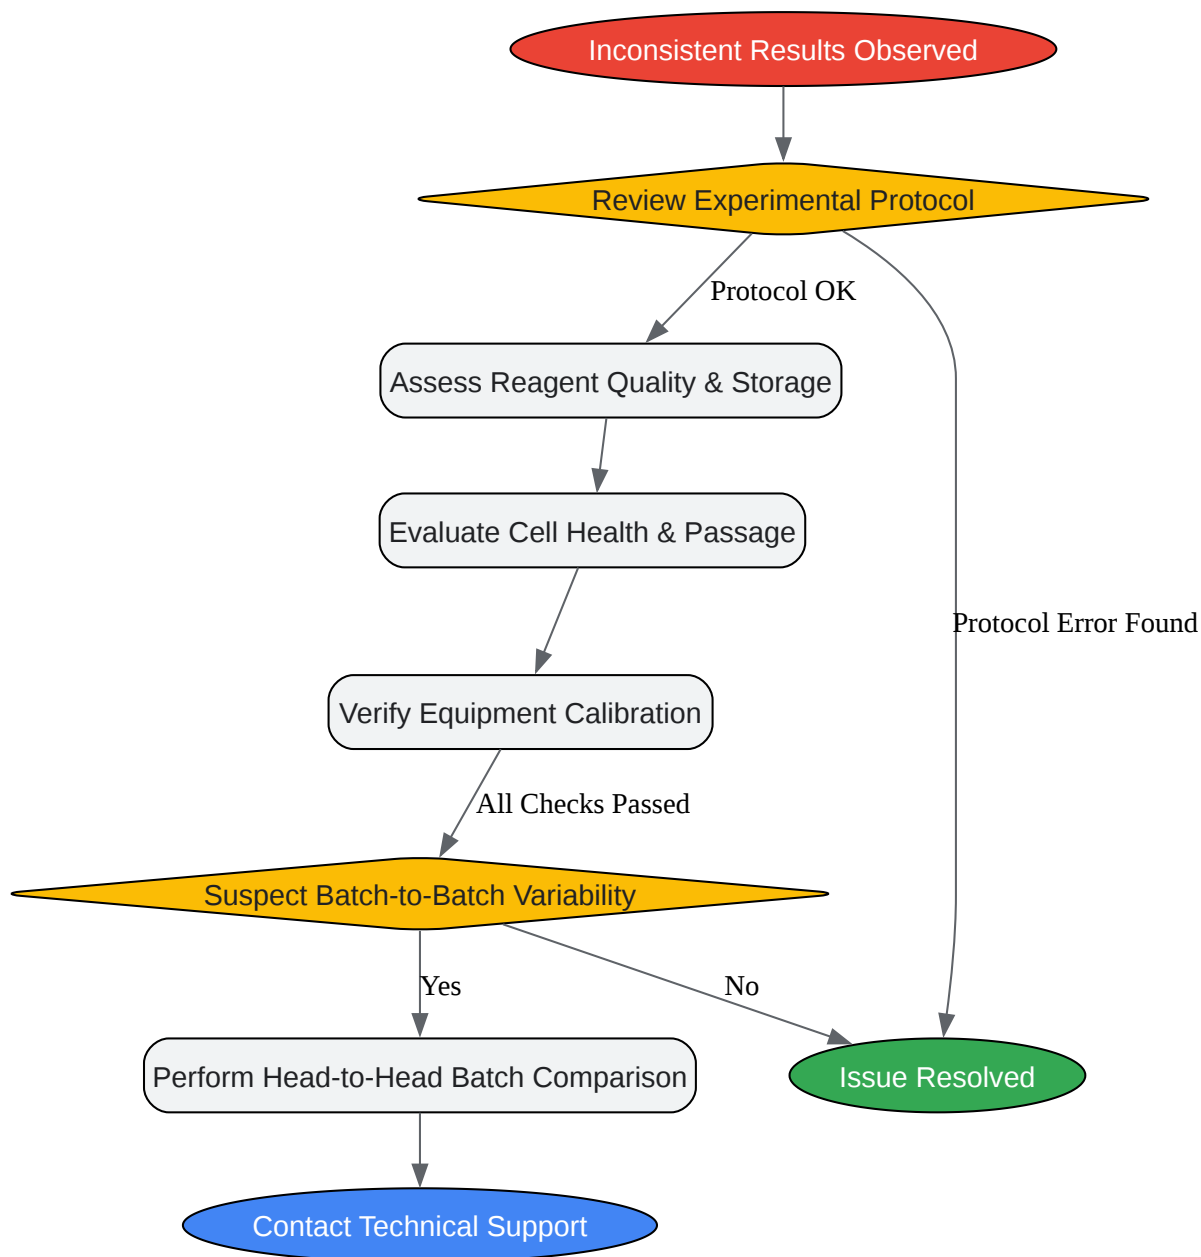 Inconsistent Results Observed
Review Experimental Protocol
Protocol OK
Assess Reagent Quality & Storage
Evaluate Cell Health & Passage
Protocol Error Found
Verify Equipment Calibration
All Checks Passed
Suspect Batch-to-Batch Variability
Yes
No
Perform Head-to-Head Batch Comparison
Issue Resolved
Contact Technical Support